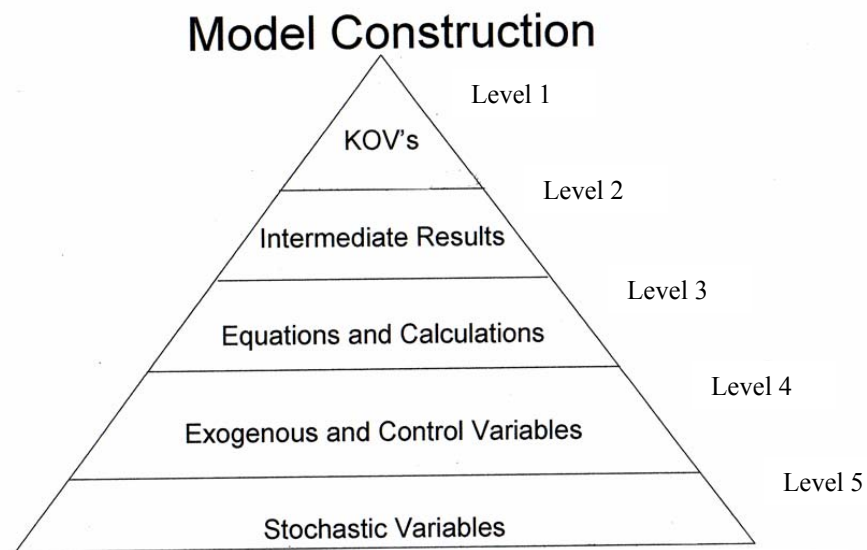 Model Construction
Level 1
KOV's
Level 2
Intermediate Results
Level 3
Equations and Calculations
Level 4
Exogenous and Control Variables
Level 5
Stochastic Variables